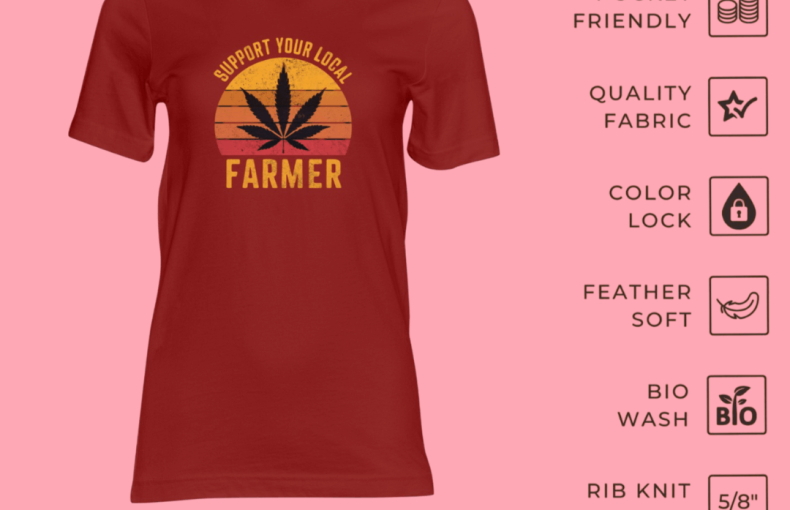 SUPPORT YOUR LOCAL
FARMER
FRIENDLY
QUALITY
FABRIC
COLOR
LOCK
FEATHER
SOFT
BIO
WASH
BIO
RIB KNIT
5/8"